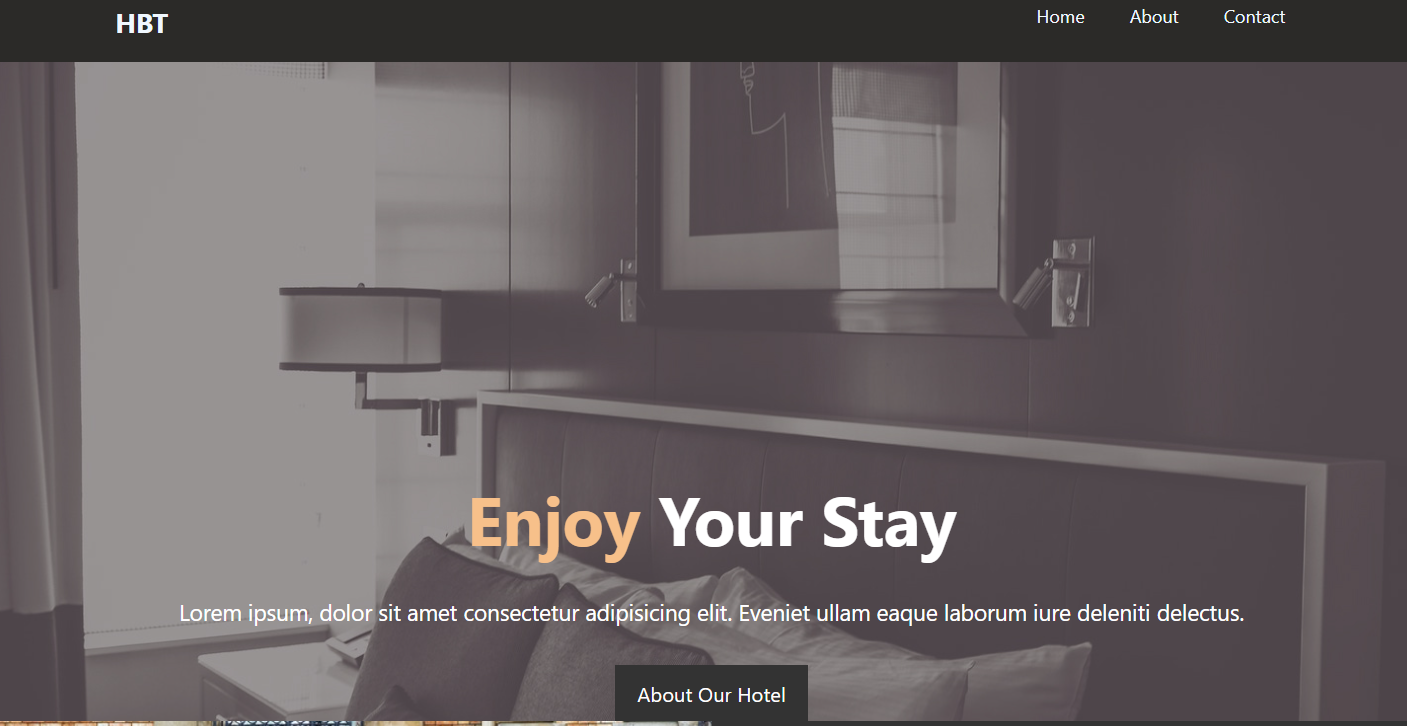 HBT
Home About Contact
Enjoy Your Stay
Lorem ipsum, dolor sit amet consectetur adipisicing elit. Eveniet ullam eaque laborum iure deleniti delectus.
About Our Hotel